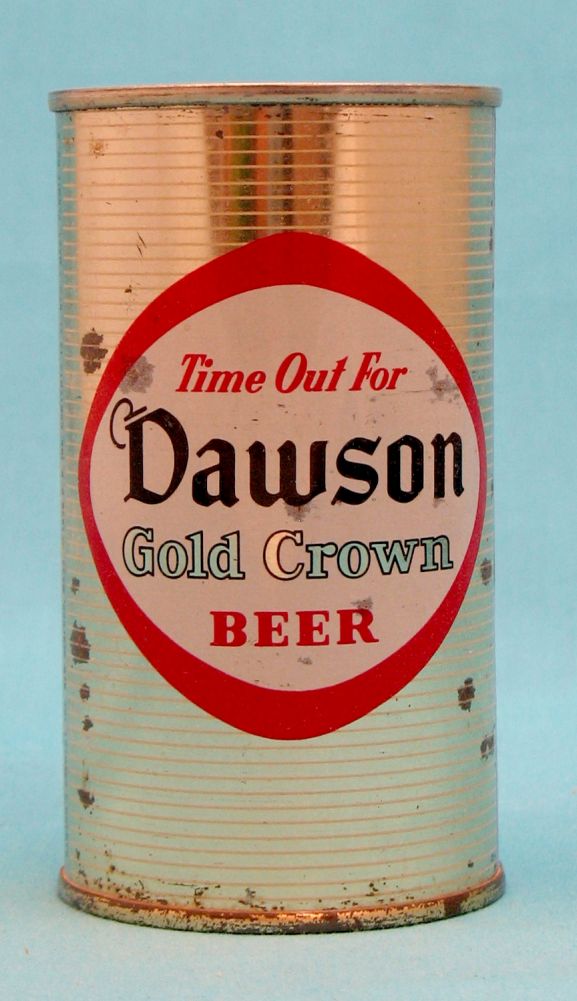 Time Out For
Dawson
Gold Crown
BEER